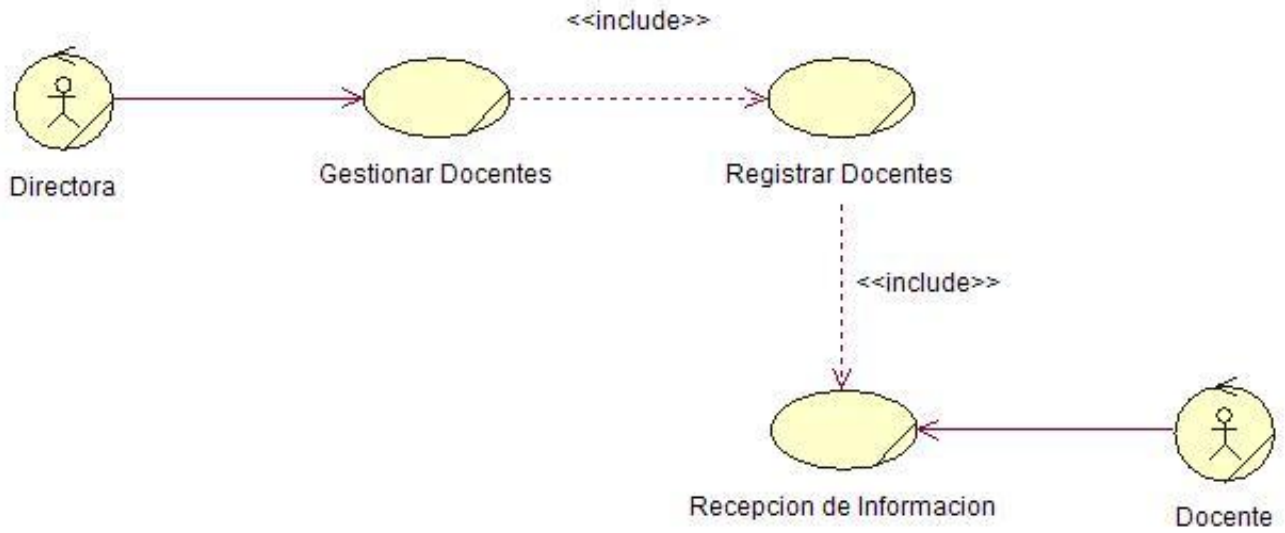 <<include>>
Directora
Gestionar Docentes
Registrar Docentes
<<include>>
Recepcion de Informacion
Docente